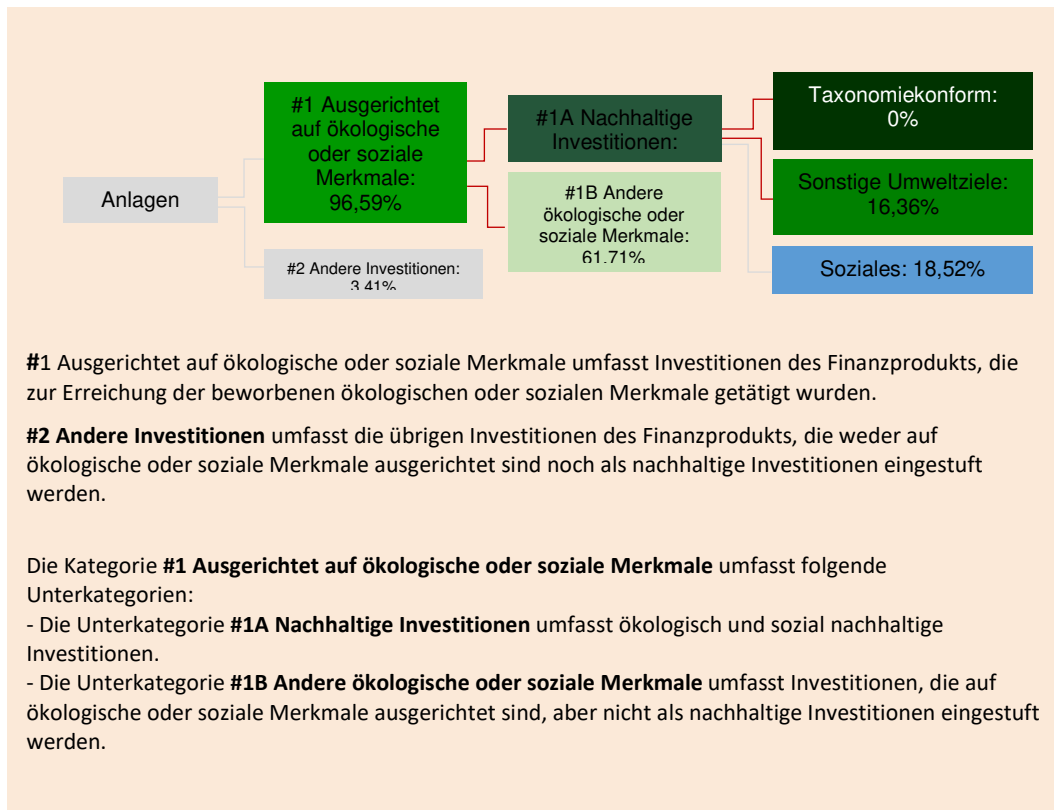 #1 Ausgerichtet
auf ökologische
oder soziale
Merkmale:
96,59%
#1A Nachhaltige
Investitionen:
Taxonomiekonform:
0%
Anlagen
#1B Andere
ökologische oder
soziale Merkmale:
61,71%
Sonstige Umweltziele:
16,36%
#2 Andere Investitionen:
3,41%
Soziales: 18,52%
#1 Ausgerichtet auf ökologische oder soziale Merkmale umfasst Investitionen des Finanzprodukts, die
zur Erreichung der beworbenen ökologischen oder sozialen Merkmale getätigt wurden.
#2 Andere Investitionen umfasst die übrigen Investitionen des Finanzprodukts, die weder auf
ökologische oder soziale Merkmale ausgerichtet sind noch als nachhaltige Investitionen eingestuft
werden.
Die Kategorie #1 Ausgerichtet auf ökologische oder soziale Merkmale umfasst folgende
Unterkategorien:
- Die Unterkategorie #1A Nachhaltige Investitionen umfasst ökologisch und sozial nachhaltige
Investitionen.
- Die Unterkategorie #1B Andere ökologische oder soziale Merkmale umfasst Investitionen, die auf
ökologische oder soziale Merkmale ausgerichtet sind, aber nicht als nachhaltige Investitionen eingestuft
werden.